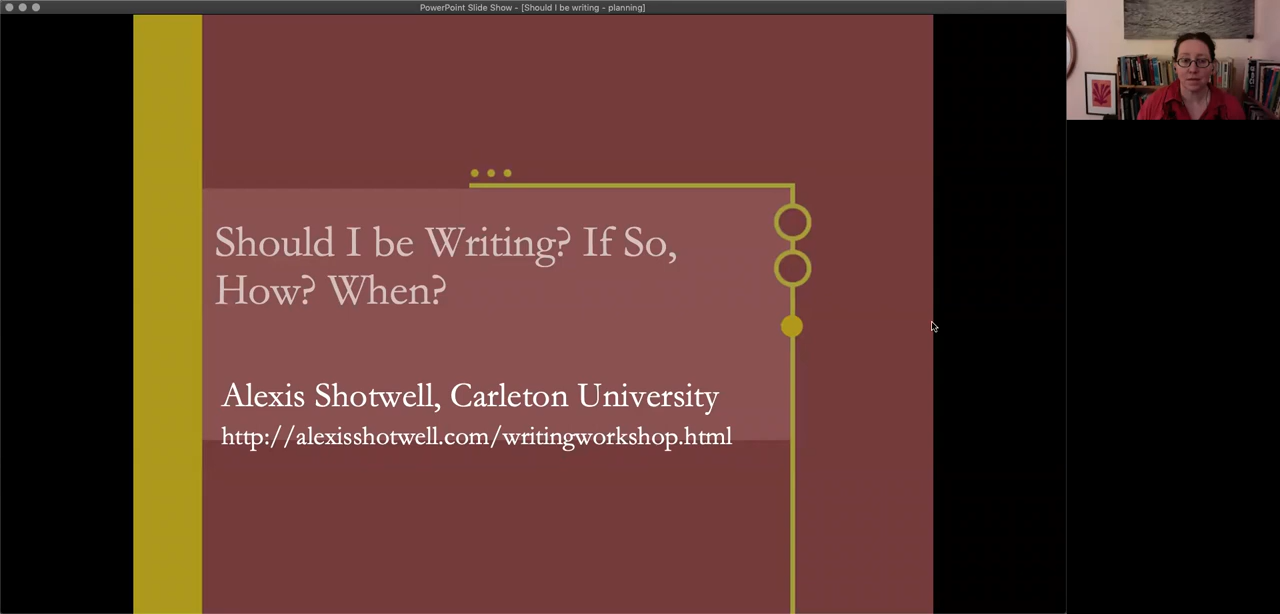 PowerPoint Slide Show - [Should I be writing - planning]
Should I be Writing? If So,
How? When?
Alexis Shotwell, Carleton University
http://alexisshotwell.com/writingworkshop.html